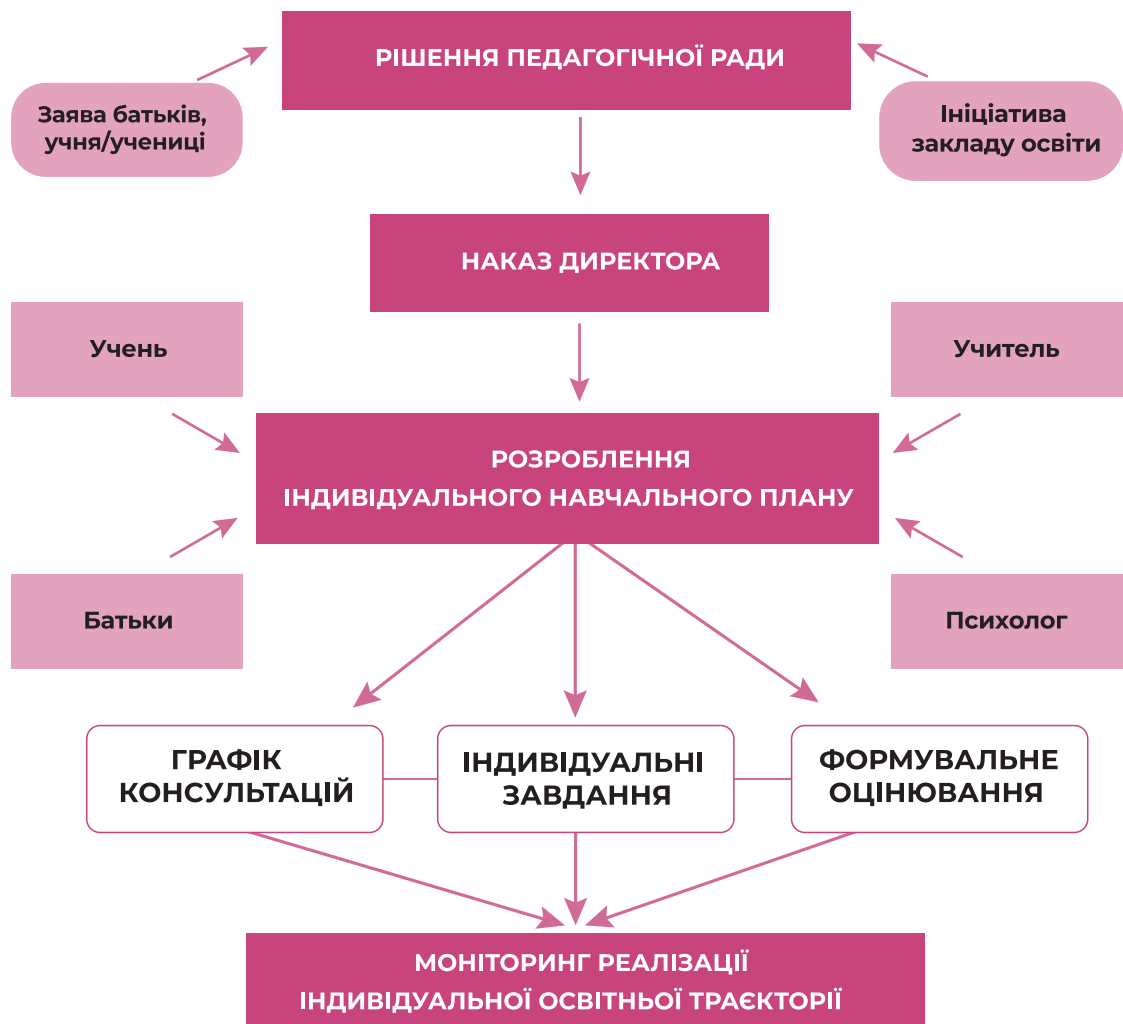 РІШЕННЯ ПЕДАГОГІЧНОЇ РАДИ
Заява батьків,
учня/учениці
Ініціатива
закладу освіти
НАКАЗ ДИРЕКТОРА
Учень
Учитель
РОЗРОБЛЕННЯ
ІНДИВІДУАЛЬНОГО НАВЧАЛЬНОГО ПЛАНУ
Батьки
Психолог
ГРАФІК
КОНСУЛЬТАЦІЙ
ІНДИВІДУАЛЬНІ
ЗАВДАННЯ
ФОРМУВАЛЬНЕ
ОЦІНЮВАННЯ
МОНІТОРИНГ РЕАЛІЗАЦІЇ
ІНДИВІДУАЛЬНОЇ ОСВІТНЬОЇ ТРАЄКТОРІЇ